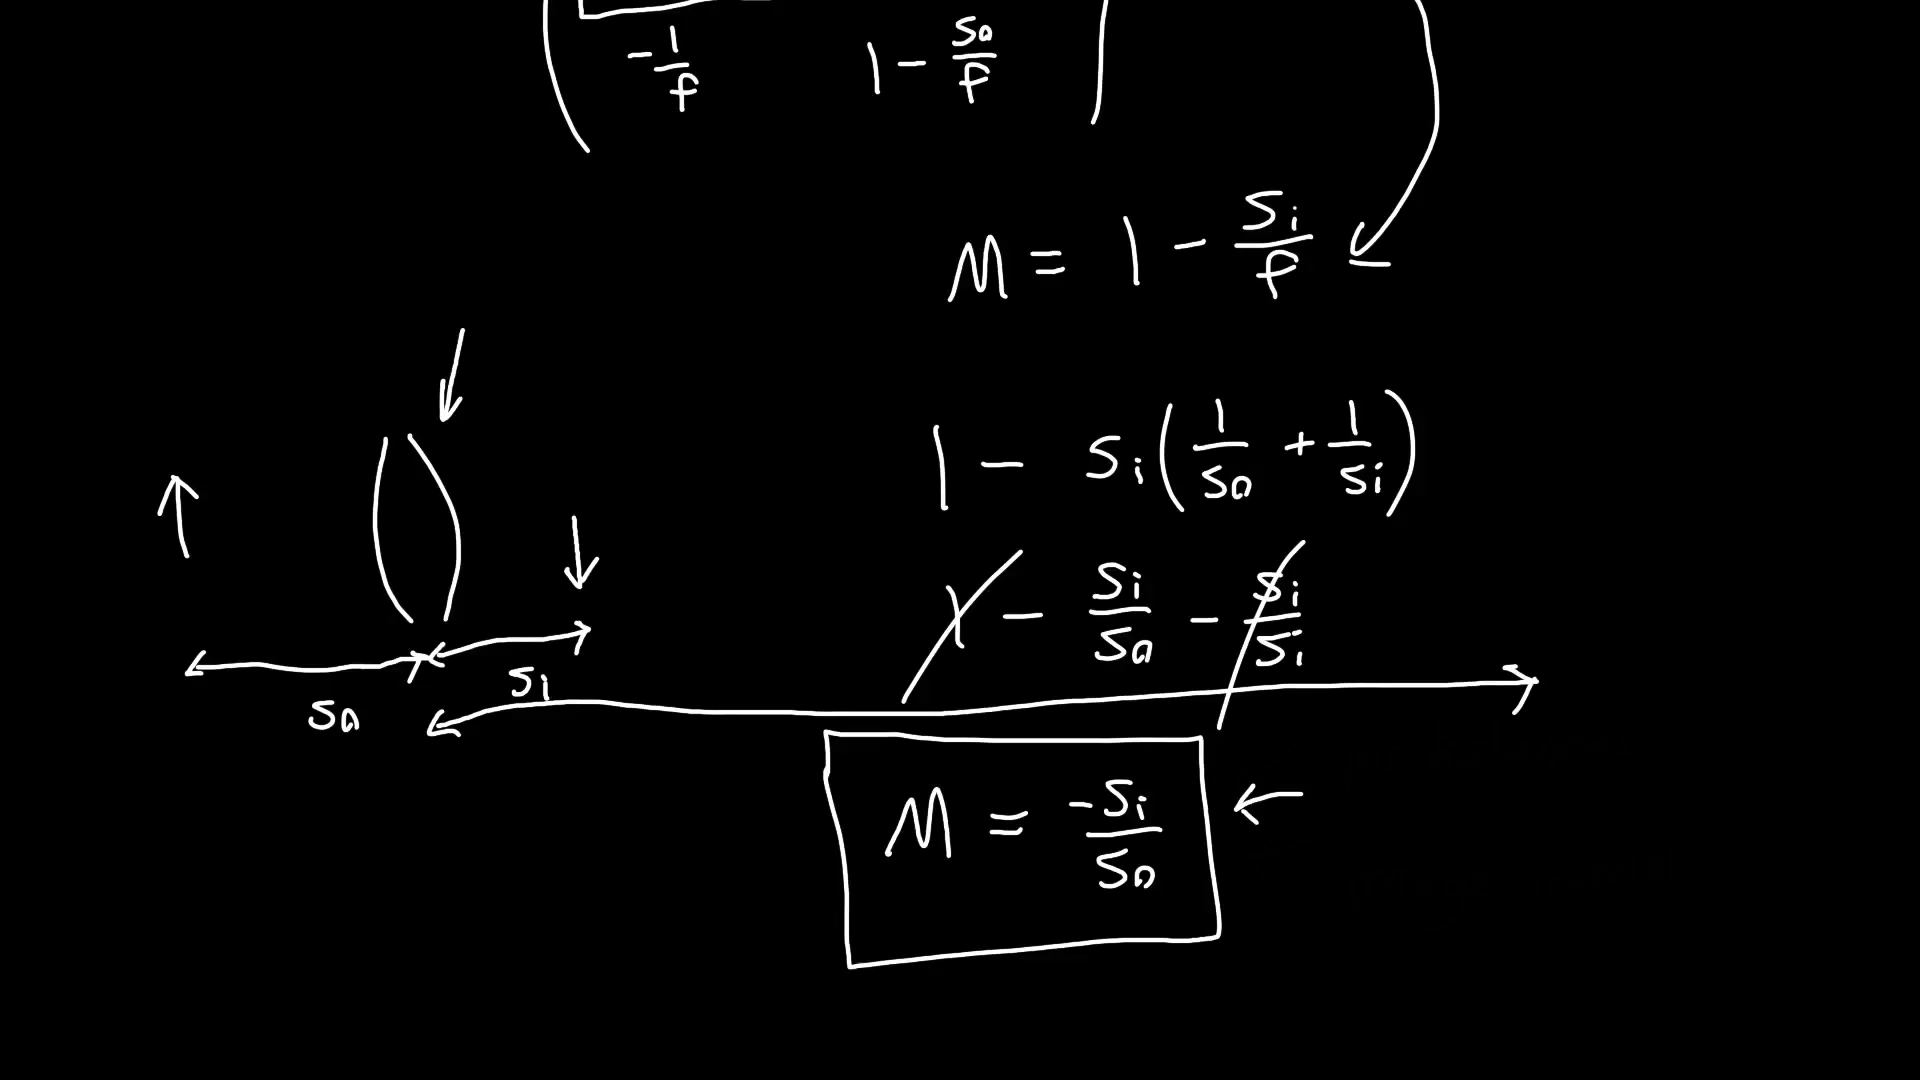 -1/f   1 - So/f
M = 1 - Si/f
1 - Si(1/So + 1/Si)
1 - Si/So - Si/Si
Si
So
M = -Si/So